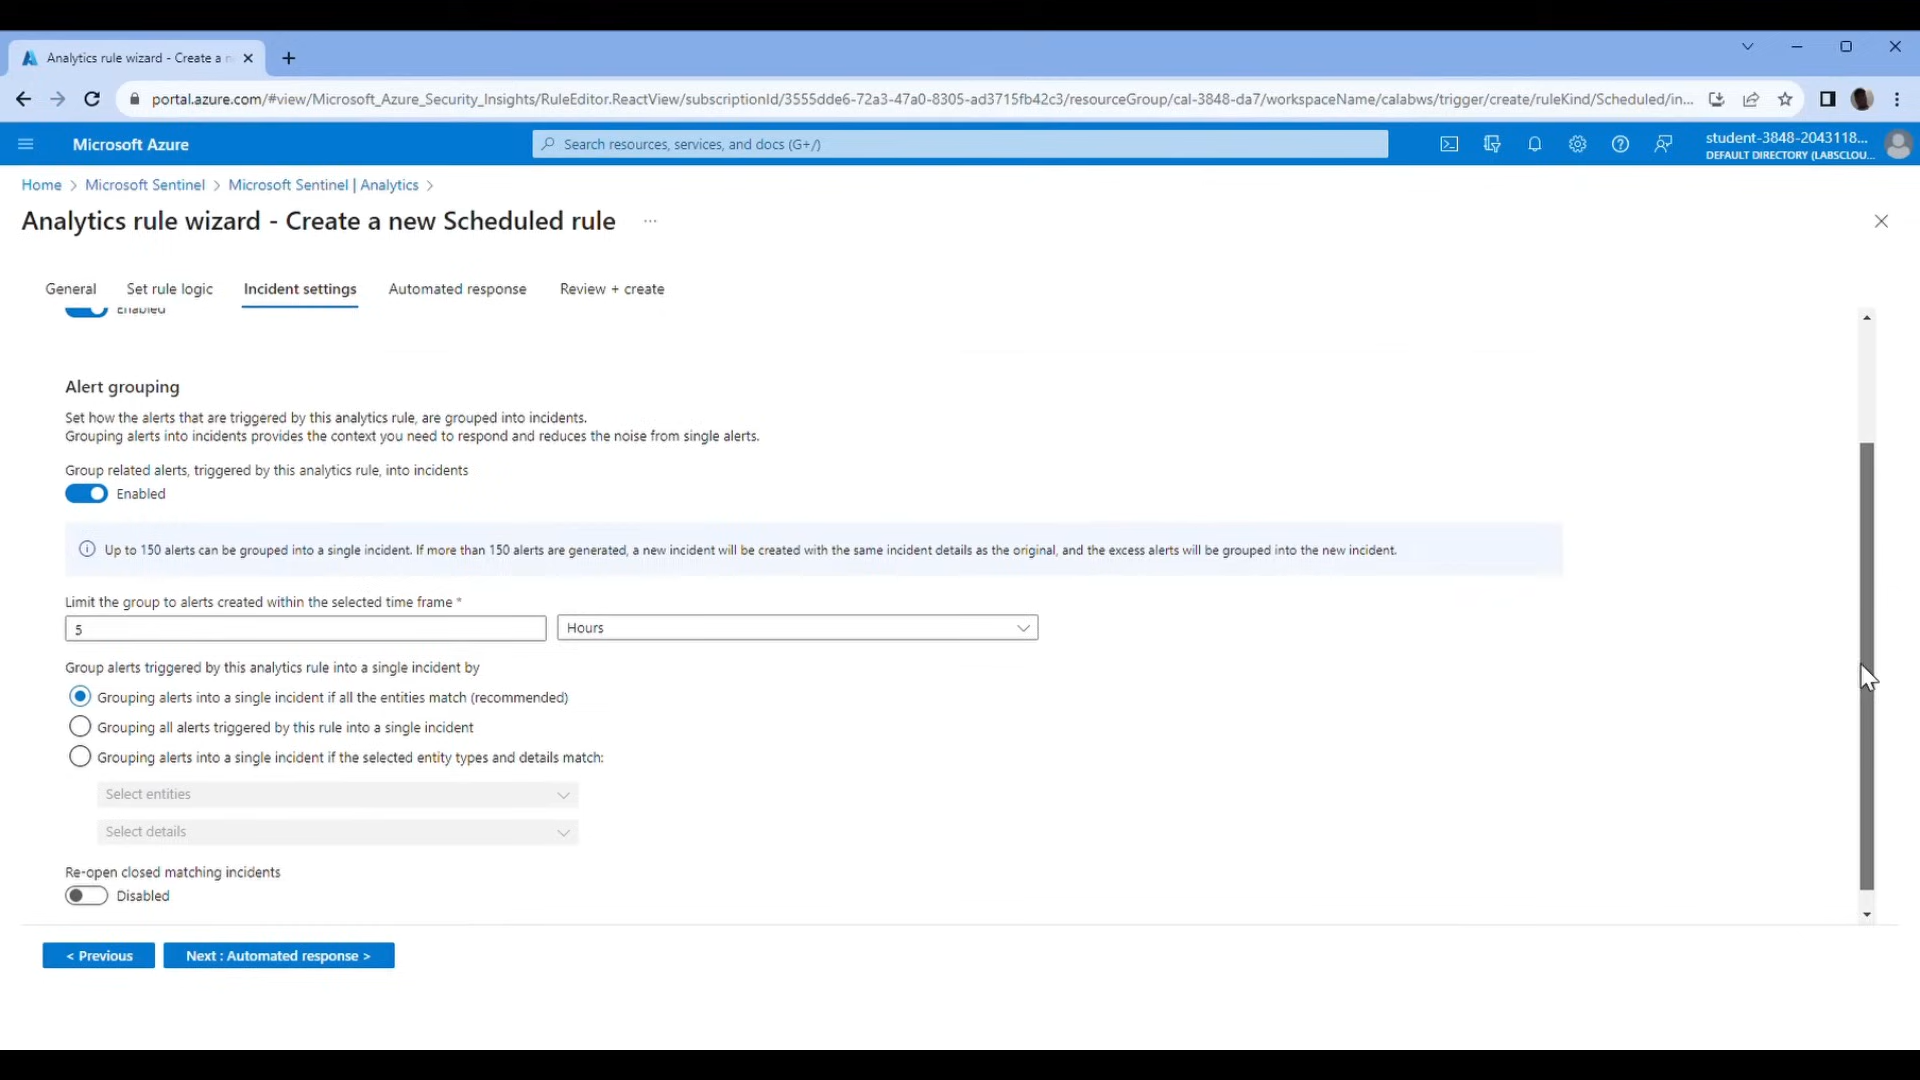 Analytics rule wizard - Create a n
portal.azure.com/#view/Microsoft_Azure_Security_Insights/RuleEditor.ReactView/subscriptionId/3555dde6-72a3-47a0-8305-ad3715fb42c3/resourceGroup/cal-3848-da7/workspaceName/calabws/trigger/create/ruleKind/Scheduled/in...
Microsoft Azure
Search resources, services, and docs (G+/)
student-3848-2043118...
DEFAULT DIRECTORY (LABSCLOU...
Home > Microsoft Sentinel > Microsoft Sentinel | Analytics >
Analytics rule wizard - Create a new Scheduled rule ...
General Set rule logic Incident settings Automated response Review + create
Enabled
Alert grouping
Set how the alerts that are triggered by this analytics rule, are grouped into incidents.
Grouping alerts into incidents provides the context you need to respond and reduces the noise from single alerts.
Group related alerts, triggered by this analytics rule, into incidents
Enabled
Up to 150 alerts can be grouped into a single incident. If more than 150 alerts are generated, a new incident will be created with the same incident details as the original, and the excess alerts will be grouped into the new incident.
Limit the group to alerts created within the selected time frame *
5 Hours
Group alerts triggered by this analytics rule into a single incident by
Grouping alerts into a single incident if all the entities match (recommended)
Grouping all alerts triggered by this rule into a single incident
Grouping alerts into a single incident if the selected entity types and details match:
Select entities
Select details
Re-open closed matching incidents
Disabled
< Previous Next : Automated response >